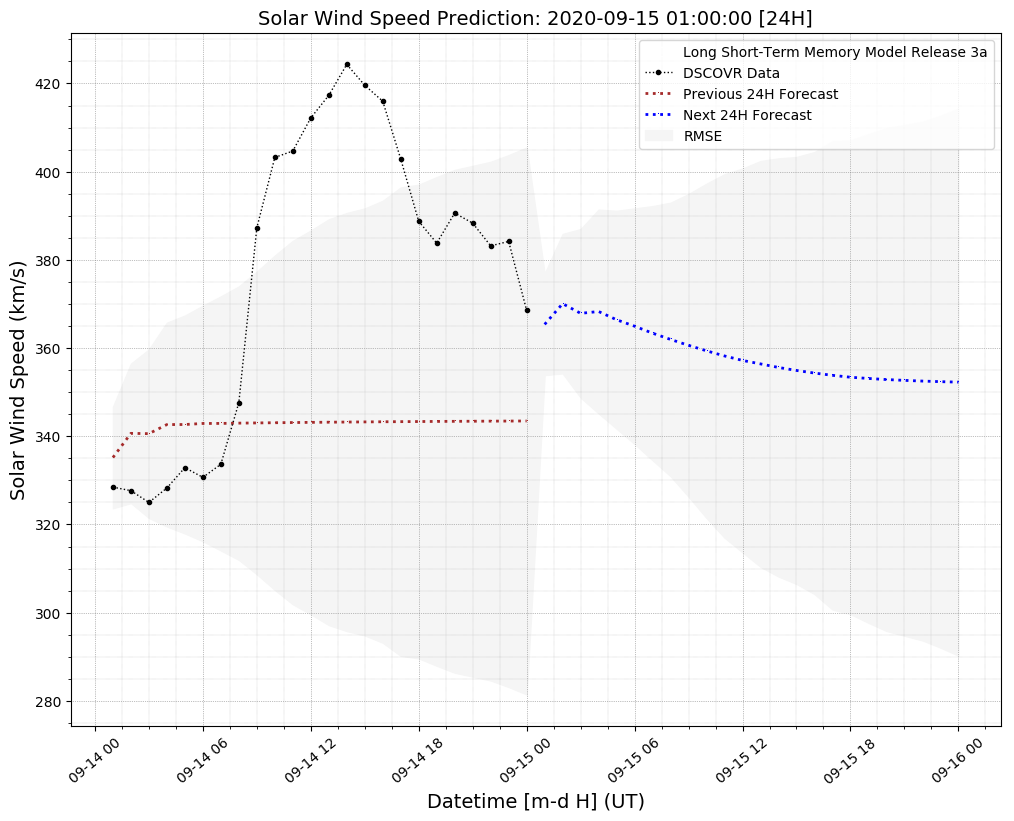 Solar Wind Speed Prediction: 2020-09-15 01:00:00 [24H]
Long Short-Term Memory Model Release 3a
DSCOVR Data
Previous 24H Forecast
Next 24H Forecast
RMSE
Solar Wind Speed (km/s)
420
400
380
360
340
320
300
280
09-14 00
09-14 06
09-14 12
09-14 18
09-15 00
09-15 06
09-15 12
09-15 18
09-16 00
Datetime [m-d H] (UT)